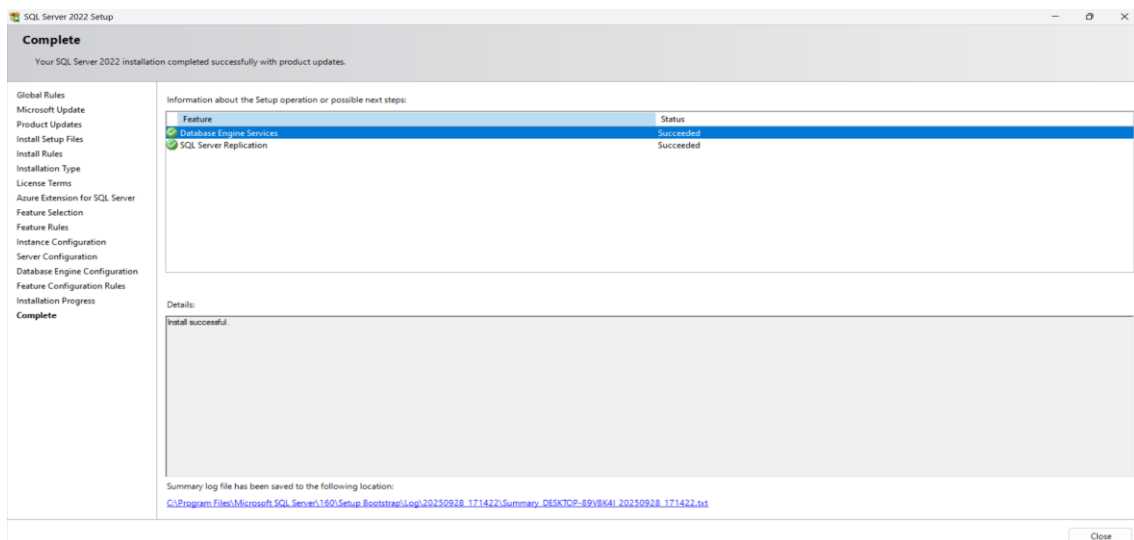 SQL Server 2022 Setup
Complete
Your SQL Server 2022 installation completed successfully with product updates.
Global Rules
Microsoft Update
Product Updates
Install Setup Files
Install Rules
Installation Type
License Terms
Azure Extension for SQL Server
Feature Selection
Feature Rules
Instance Configuration
Server Configuration
Database Engine Configuration
Feature Configuration Rules
Installation Progress
Complete
Information about the Setup operation or possible next steps:
Feature Status
Database Engine Services Succeeded
SQL Server Replication Succeeded
Details:
Install successful.
Summary log file has been saved to the following location:
C:\Program Files\Microsoft SQL Server\160\Setup Bootstrap\Log\20250928_171422\Summary_DESKTOP-89V8K4I_20250928_171422.txt
Close